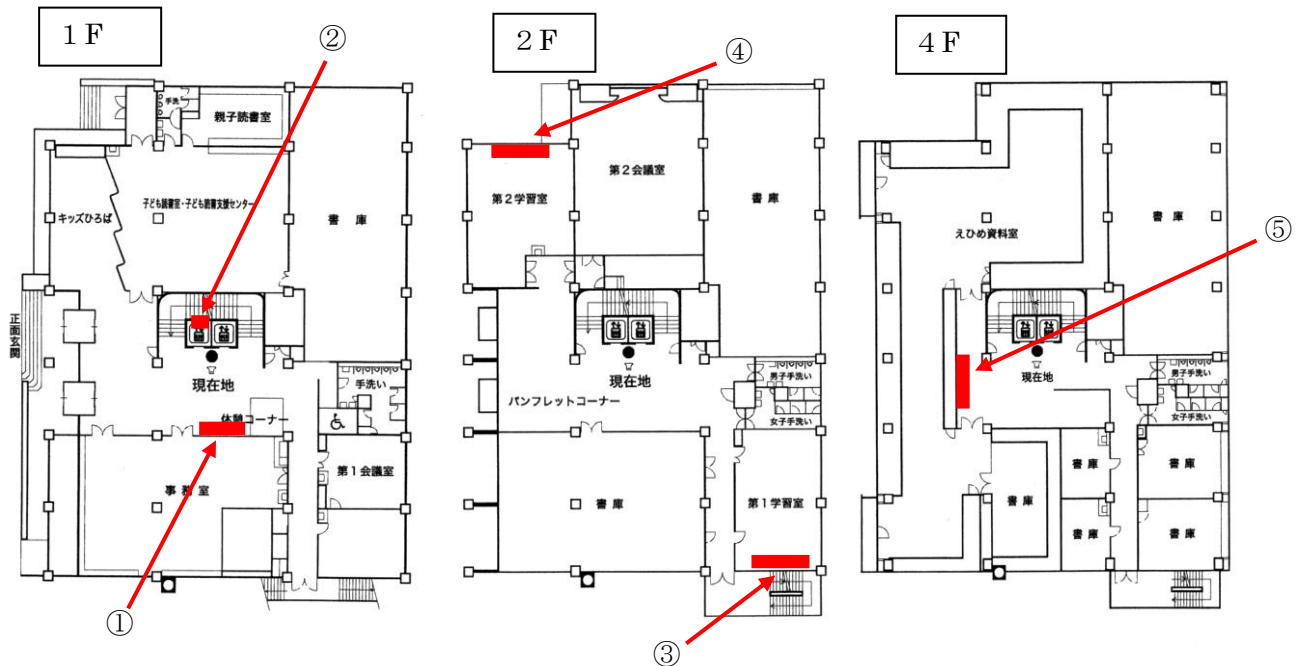 １Ｆ
②
手洗
親子読書室
キッズひろば
子ども読書室・子ども読書支援センター
書庫
正面玄関
現在地
手洗い
休憩コーナー
事務室
第１会議室
①
２Ｆ
④
第２会議室
第２学習室
書庫
現在地
パンフレットコーナー
男子手洗い
女子手洗い
書庫
第１学習室
③
４Ｆ
⑤
書庫
えひめ資料室
現在地
男子手洗い
女子手洗い
書庫
書庫
書庫
書庫
書庫